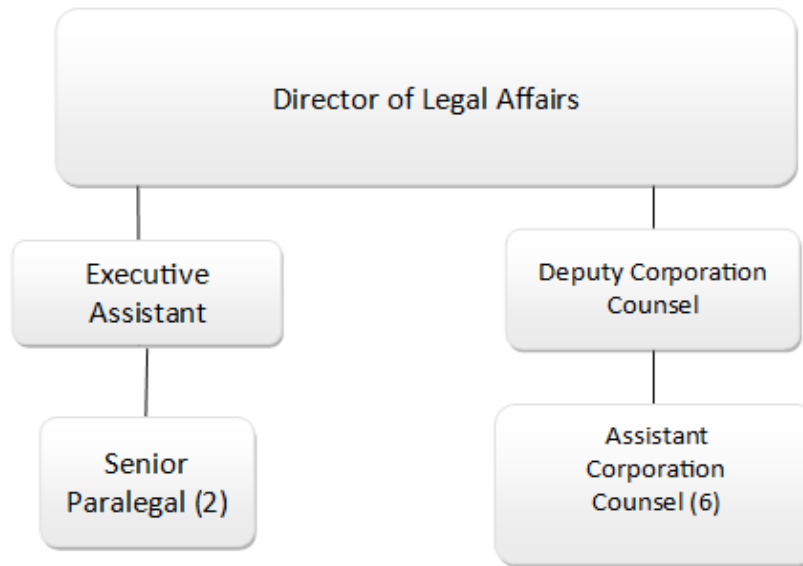 Director of Legal Affairs
Executive
Assistant
Deputy Corporation
Counsel
Senior
Paralegal (2)
Assistant
Corporation
Counsel (6)